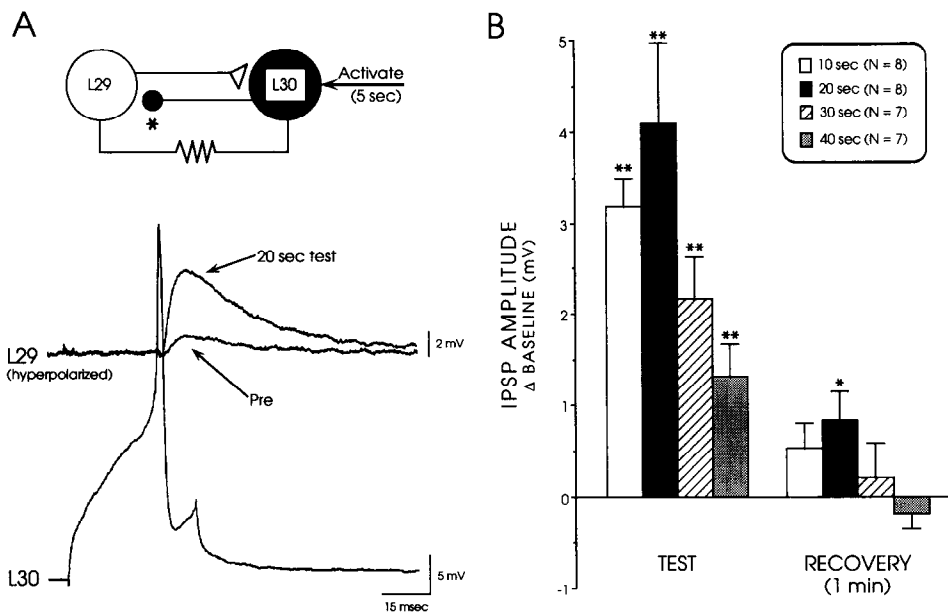 A
L29
L30
Activate
(5 sec)
*
20 sec test
L29
(hyperpolarized)
2 mV
Pre
L30
5 mV
15 msec
B
IPSP AMPLITUDE
Δ BASELINE (mV)
5
4
3
2
1
0
-1
**
**
**
**
*
10 sec (N = 8)
20 sec (N = 8)
30 sec (N = 7)
40 sec (N = 7)
TEST
RECOVERY
(1 min)